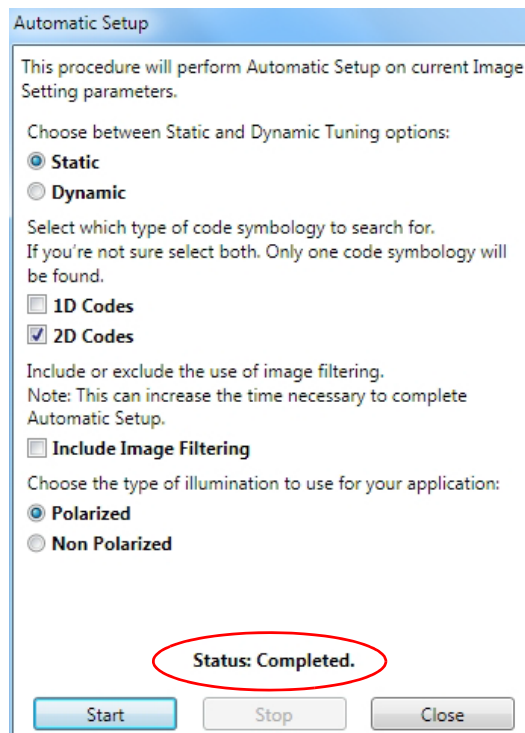 Automatic Setup
This procedure will perform Automatic Setup on current Image
Setting parameters.
Choose between Static and Dynamic Tuning options:
Static
Dynamic
Select which type of code symbology to search for.
If you're not sure select both. Only one code symbology will
be found.
1D Codes
2D Codes
Include or exclude the use of image filtering.
Note: This can increase the time necessary to complete
Automatic Setup.
Include Image Filtering
Choose the type of illumination to use for your application:
Polarized
Non Polarized
Status: Completed.
Start Stop Close